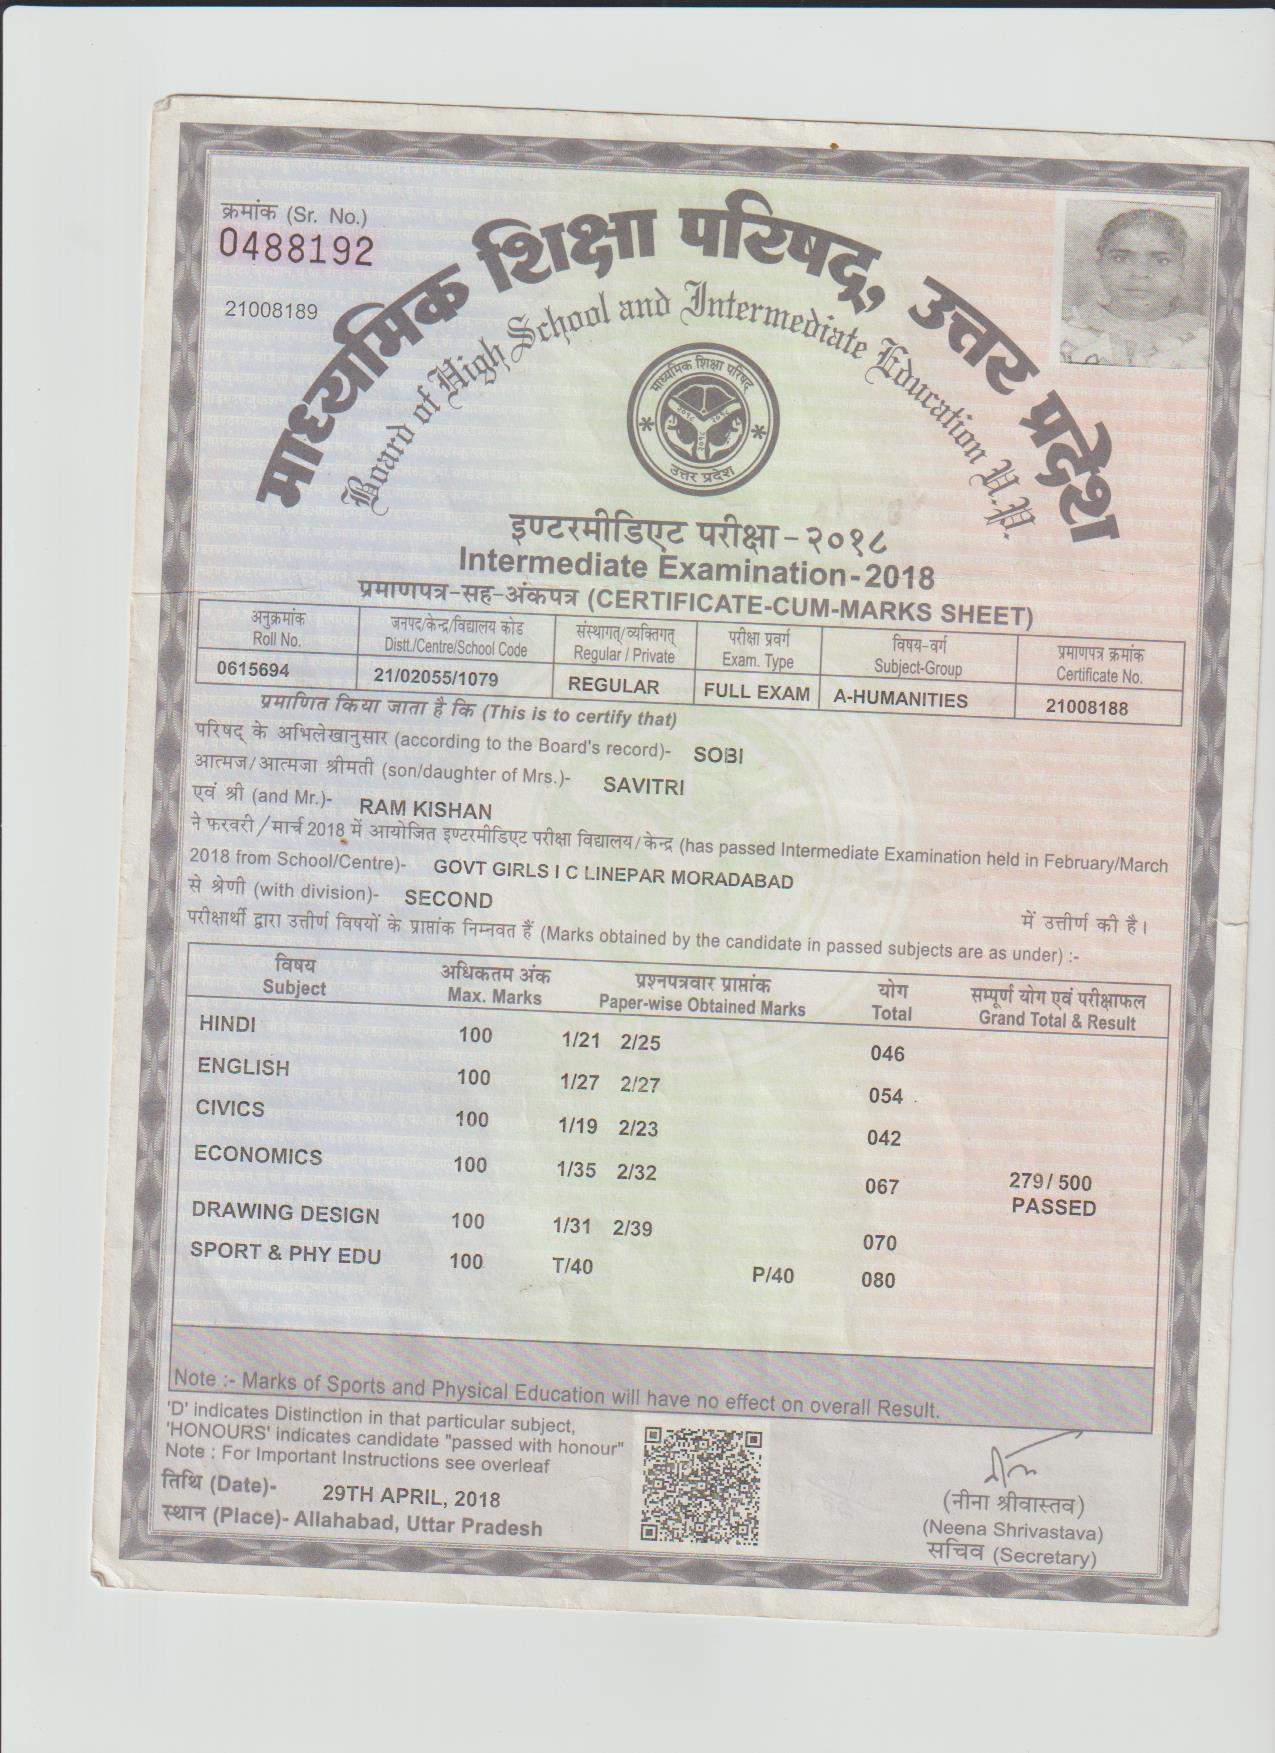 क्रमांक (Sr. No.)
0488192
21008189
माध्यमिक शिक्षा परिषद्, उत्तर प्रदेश
Board of High School and Intermediate Education U.P.
माध्यमिक शिक्षा परिषद्
२०१८ २०१८ २०१८
उत्तर प्रदेश
इण्टरमीडिएट परीक्षा - २०१८
Intermediate Examination - 2018
प्रमाणपत्र-सह-अंकपत्र (CERTIFICATE-CUM-MARKS SHEET)
अनुक्रमांक जनपद/केन्द्र/विद्यालय कोड संस्थागत्/व्यक्तिगत् परीक्षा प्रवर्ग विषय-वर्ग प्रमाणपत्र क्रमांक
Roll No. Distt./Centre/School Code Regular / Private Exam. Type Subject-Group Certificate No.
0615694 21/02055/1079 REGULAR FULL EXAM A-HUMANITIES 21008188
प्रमाणित किया जाता है कि (This is to certify that)
परिषद् के अभिलेखानुसार (according to the Board's record)- SOBI
आत्मज/आत्मजा श्रीमती (son/daughter of Mrs.)- SAVITRI
एवं श्री (and Mr.)- RAM KISHAN
ने फरवरी/मार्च 2018 में आयोजित इण्टरमीडिएट परीक्षा विद्यालय/केन्द्र (has passed Intermediate Examination held in February/March
2018 from School/Centre)- GOVT GIRLS I C LINEPAR MORADABAD
से श्रेणी (with division)- SECOND में उत्तीर्ण की है।
परीक्षार्थी द्वारा उत्तीर्ण विषयों के प्राप्तांक निम्नवत हैं (Marks obtained by the candidate in passed subjects are as under) :-
विषय अधिकतम अंक प्रश्नपत्रवार प्राप्तांक योग सम्पूर्ण योग एवं परीक्षाफल
Subject Max. Marks Paper-wise Obtained Marks Total Grand Total & Result
HINDI 100 1/21 2/25 046
ENGLISH 100 1/27 2/27 054
CIVICS 100 1/19 2/23 042
ECONOMICS 100 1/35 2/32 067 279/ 500
PASSED
DRAWING DESIGN 100 1/31 2/39 070
SPORT & PHY EDU 100 T/40 P/40 080
Note :- Marks of Sports and Physical Education will have no effect on overall Result.
'D' indicates Distinction in that particular subject,
'HONOURS' indicates candidate "passed with honour"
Note : For Important Instructions see overleaf
तिथि (Date)- 29TH APRIL, 2018
स्थान (Place)- Allahabad, Uttar Pradesh
(नीना श्रीवास्तव)
(Neena Shrivastava)
सचिव (Secretary)